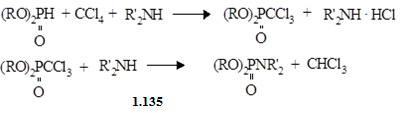 (RO)₂PH + CCl₄ + R'₂NH ⟶ (RO)₂PCCl₃ + R'₂NH · HCl
O O
(RO)₂PCCl₃ + R'₂NH ⟶ (RO)₂PNR'₂ + CHCl₃
O O
1.135